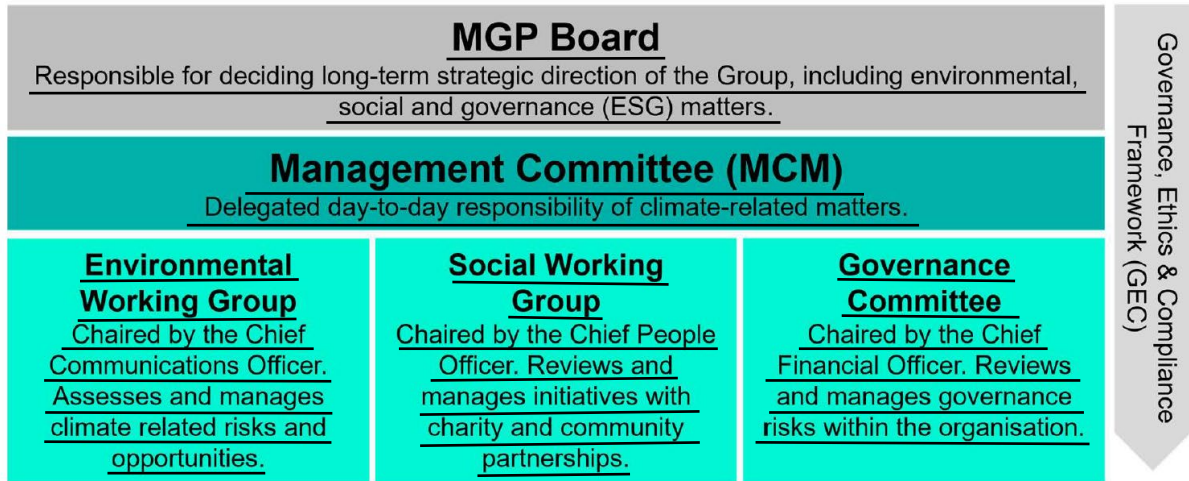 MGP Board
Responsible for deciding long-term strategic direction of the Group, including environmental,
social and governance (ESG) matters.
Management Committee (MCM)
Delegated day-to-day responsibility of climate-related matters.
Environmental
Working Group
Chaired by the Chief
Communications Officer.
Assesses and manages
climate related risks and
opportunities.
Social Working
Group
Chaired by the Chief People
Officer. Reviews and
manages initiatives with
charity and community
partnerships.
Governance
Committee
Chaired by the Chief
Financial Officer. Reviews
and manages governance
risks within the organisation.
Governance, Ethics & Compliance
Framework (GEC)